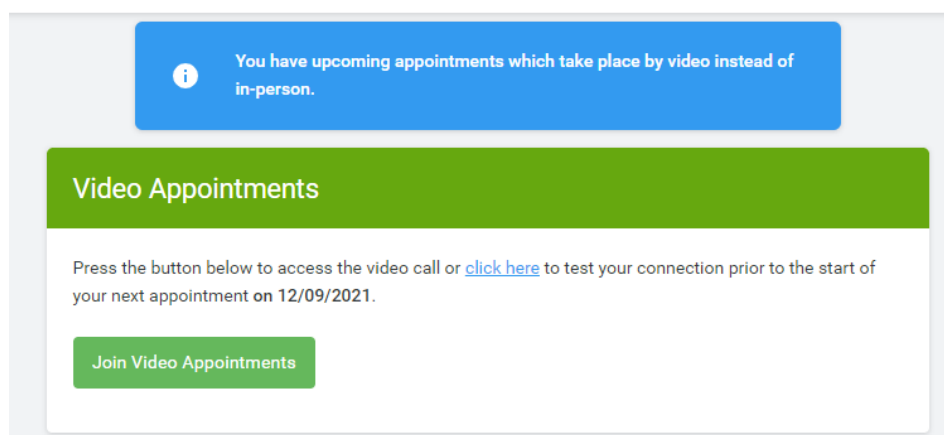 You have upcoming appointments which take place by video instead of
in-person.
Video Appointments
Press the button below to access the video call or click here to test your connection prior to the start of
your next appointment on 12/09/2021.
Join Video Appointments